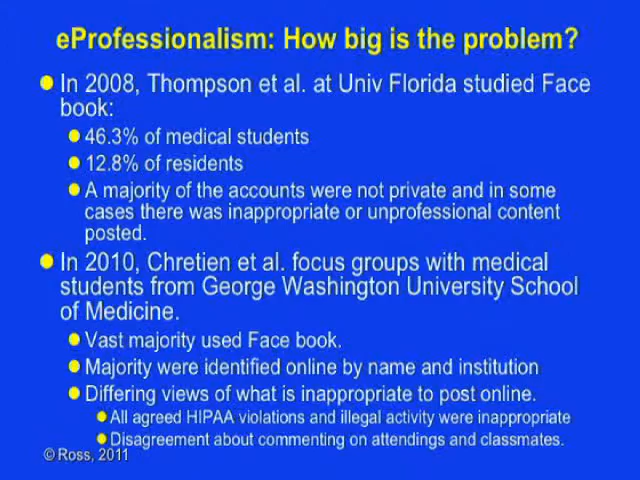 eProfessionalism: How big is the problem?
In 2008, Thompson et al. at Univ Florida studied Face
book:
46.3% of medical students
12.8% of residents
A majority of the accounts were not private and in some
cases there was inappropriate or unprofessional content
posted.
In 2010, Chretien et al. focus groups with medical
students from George Washington University School
of Medicine.
Vast majority used Face book.
Majority were identified online by name and institution
Differing views of what is inappropriate to post online.
All agreed HIPAA violations and illegal activity were inappropriate
Disagreement about commenting on attendings and classmates.
© Ross, 2011